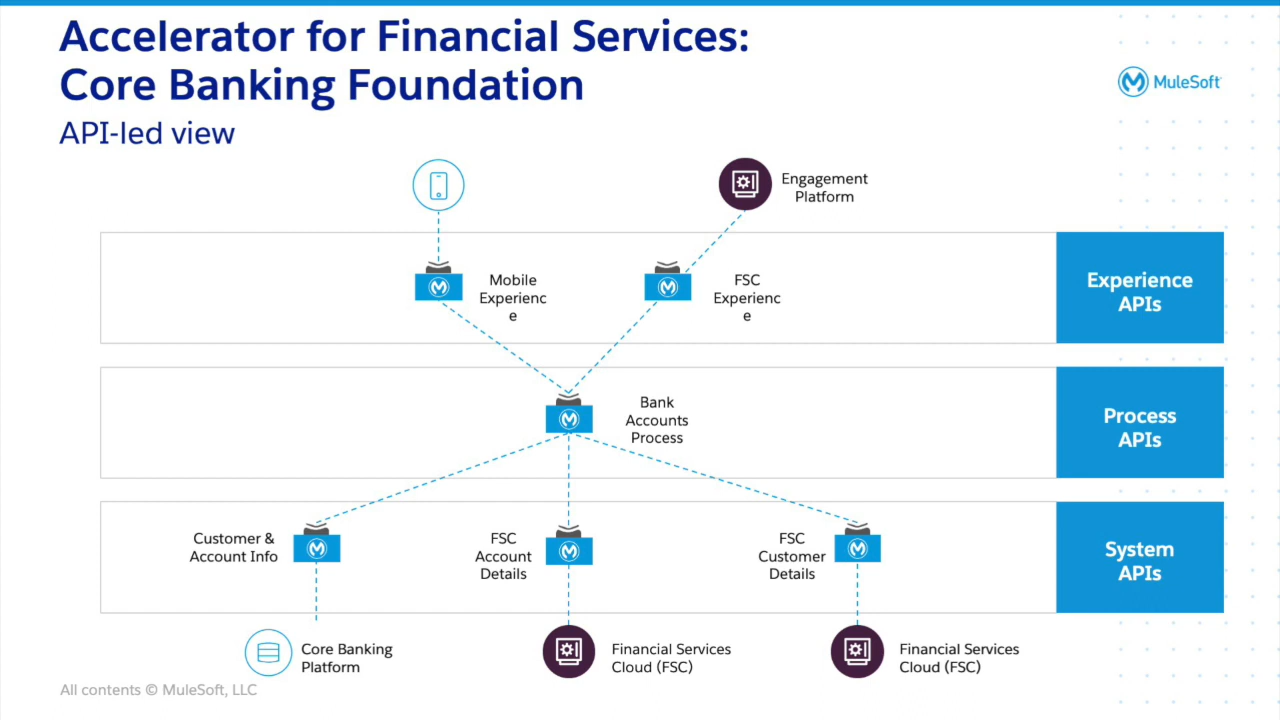 Accelerator for Financial Services:
Core Banking Foundation
MuleSoft
API-led view
Engagement
Platform
Mobile
Experienc
e
FSC
Experienc
e
Experience
APIs
Bank
Accounts
Process
Process
APIs
Customer &
Account Info
FSC
Account
Details
FSC
Customer
Details
System
APIs
Core Banking
Platform
Financial Services
Cloud (FSC)
Financial Services
Cloud (FSC)
All contents © MuleSoft, LLC